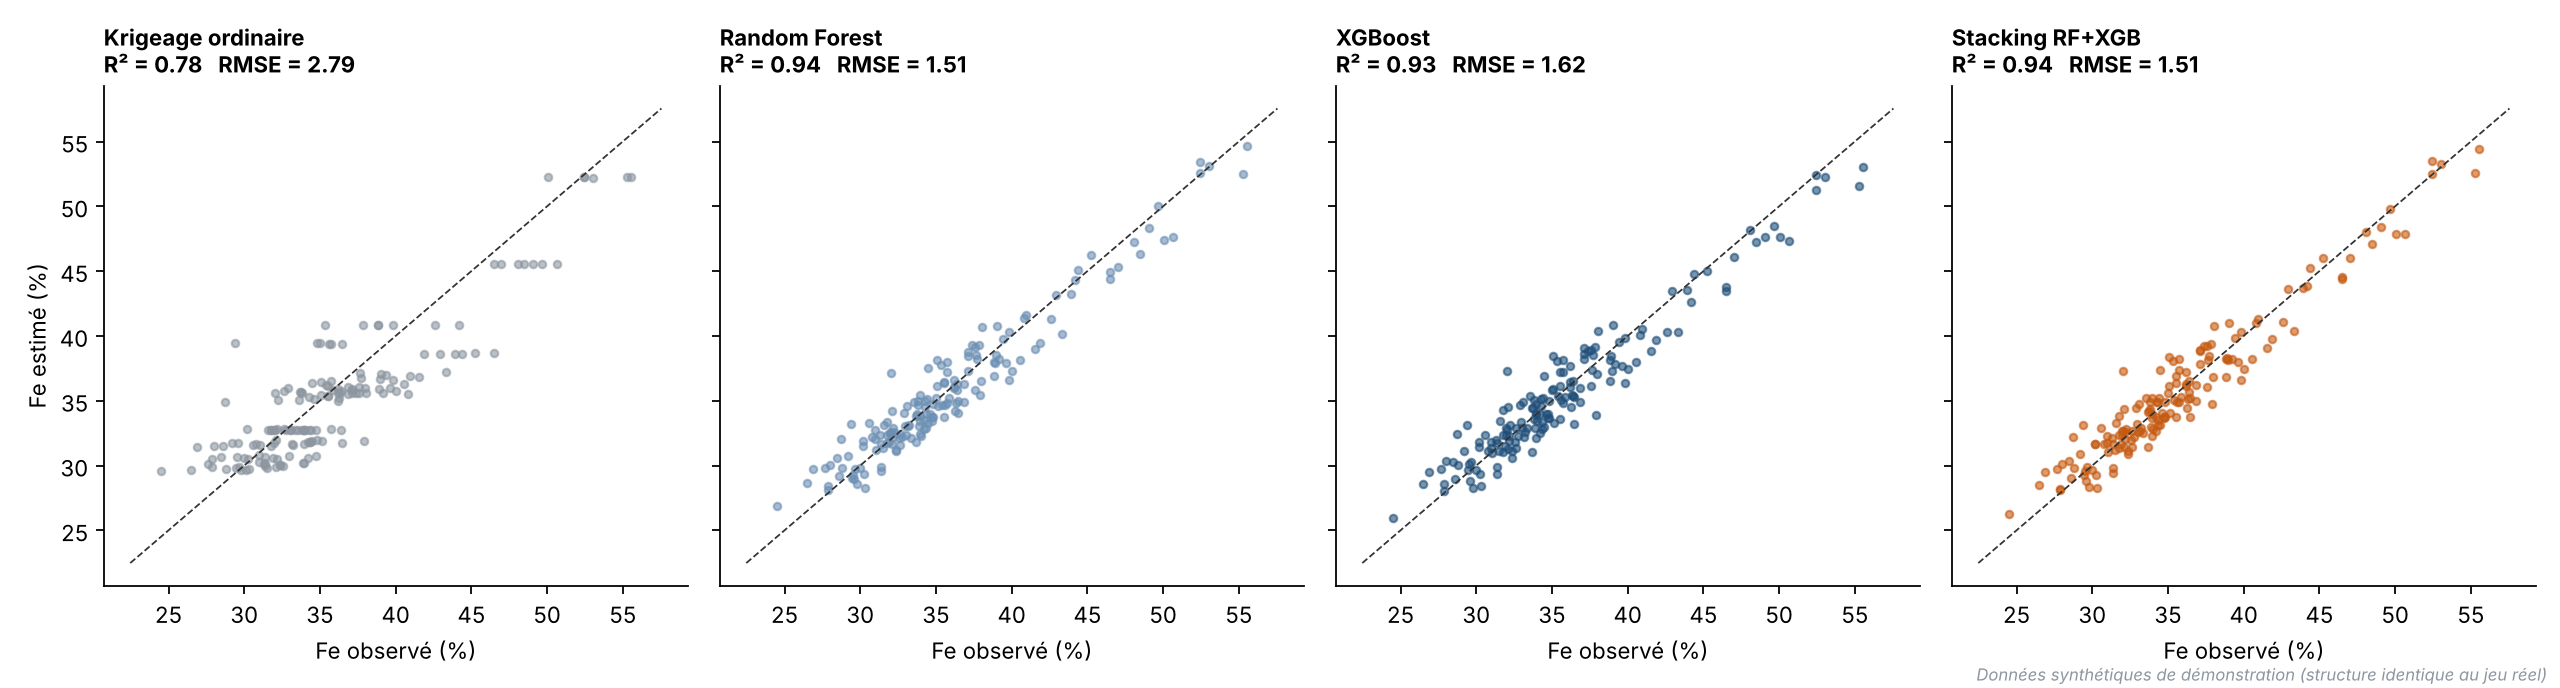 Krigeage ordinaire
R² = 0.78 RMSE = 2.79
Random Forest
R² = 0.94 RMSE = 1.51
XGBoost
R² = 0.93 RMSE = 1.62
Stacking RF+XGB
R² = 0.94 RMSE = 1.51
Fe estimé (%)
55
50
45
40
35
30
25
25 30 35 40 45 50 55
25 30 35 40 45 50 55
25 30 35 40 45 50 55
25 30 35 40 45 50 55
Fe observé (%)
Fe observé (%)
Fe observé (%)
Fe observé (%)
Données synthétiques de démonstration (structure identique au jeu réel)